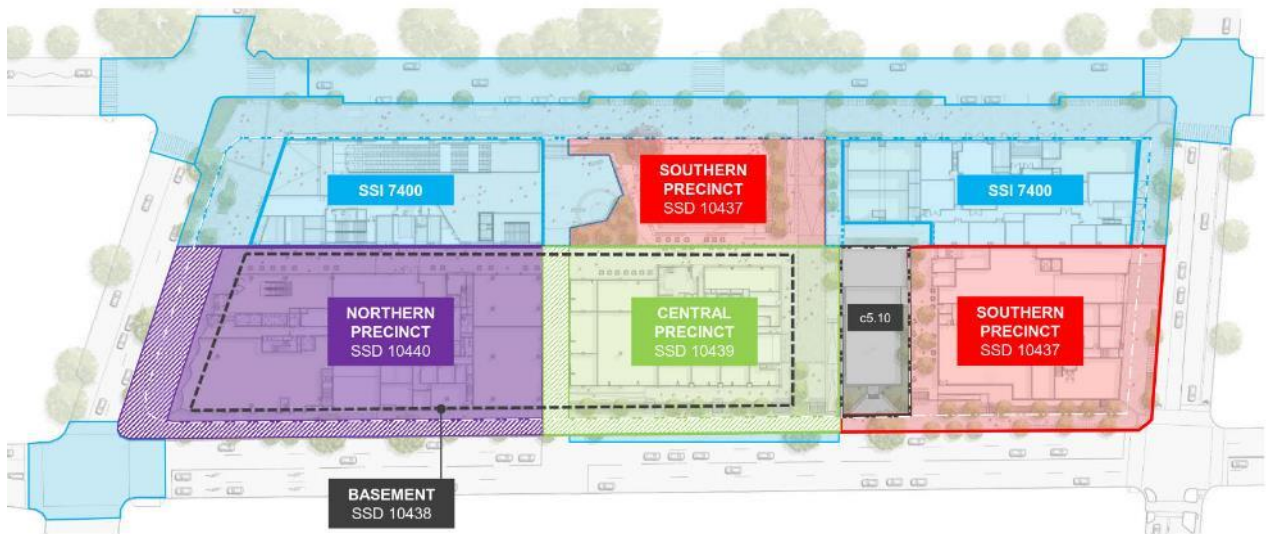 SSI 7400
SOUTHERN
PRECINCT
SSD 10437
SSI 7400
NORTHERN
PRECINCT
SSD 10440
CENTRAL
PRECINCT
SSD 10439
c5.10
SOUTHERN
PRECINCT
SSD 10437
BASEMENT
SSD 10438